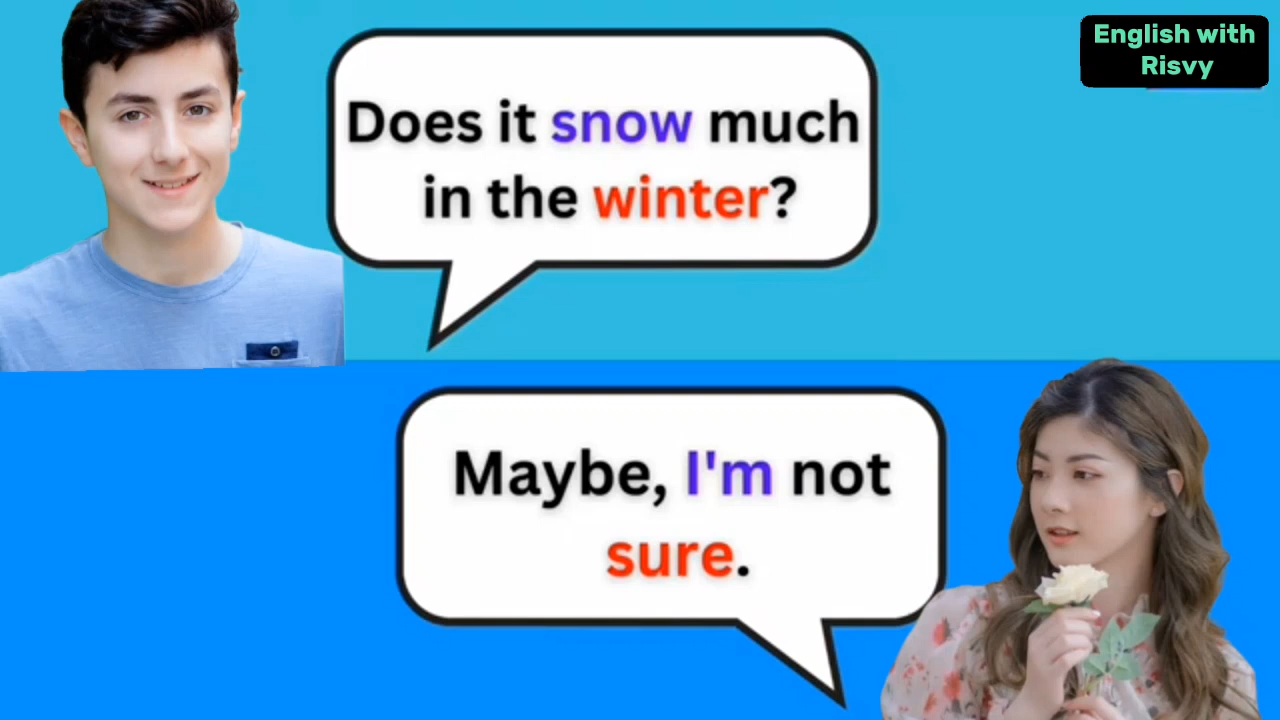 English with
Risvy
Does it snow much
in the winter?
Maybe, I'm not
sure.